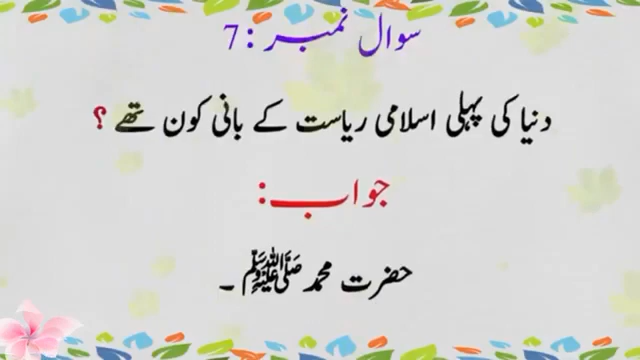 سوال نمبر :7
دنیا کی پہلی اسلامی ریاست کے بانی کون تھے ؟
جواب:
حضرت محمد ﷺ ۔